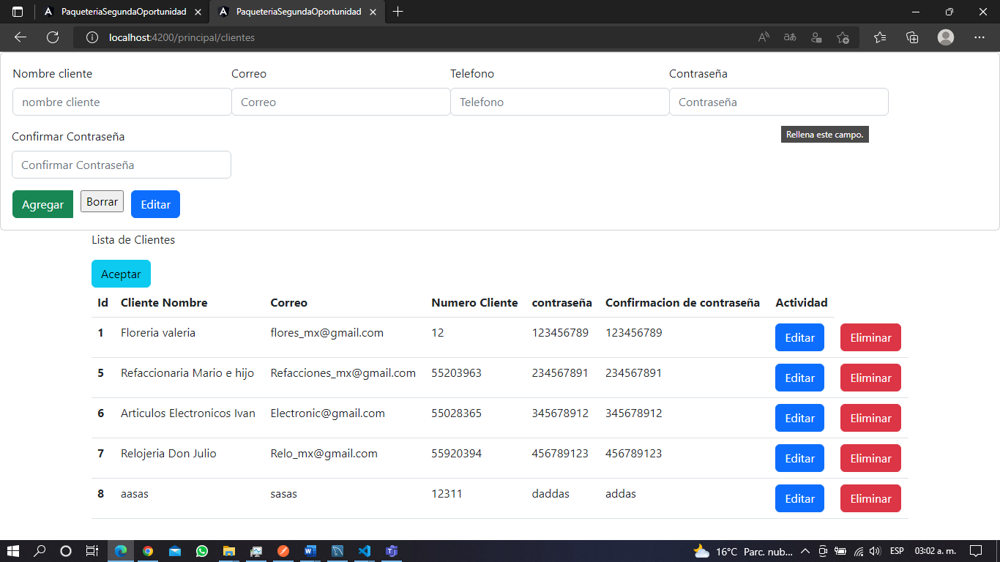 PaqueteriaSegundaOportunidad
PaqueteriaSegundaOportunidad
localhost:4200/principal/clientes
Nombre cliente Correo Telefono Contraseña
nombre cliente Correo Telefono Contraseña
Confirmar Contraseña Rellena este campo.
Confirmar Contraseña
Agregar Borrar Editar
Lista de Clientes
Aceptar
Id Cliente Nombre Correo Numero Cliente contraseña Confirmacion de contraseña Actividad
1 Floreria valeria flores_mx@gmail.com 12 123456789 123456789 Editar Eliminar
5 Refaccionaria Mario e hijo Refacciones_mx@gmail.com 55203963 234567891 234567891 Editar Eliminar
6 Articulos Electronicos Ivan Electronic@gmail.com 55028365 345678912 345678912 Editar Eliminar
7 Relojeria Don Julio Relo_mx@gmail.com 55920394 456789123 456789123 Editar Eliminar
8 aasas sasas 12311 daddas addas Editar Eliminar
16°C Parc. nub... ESP 03:02 a. m.